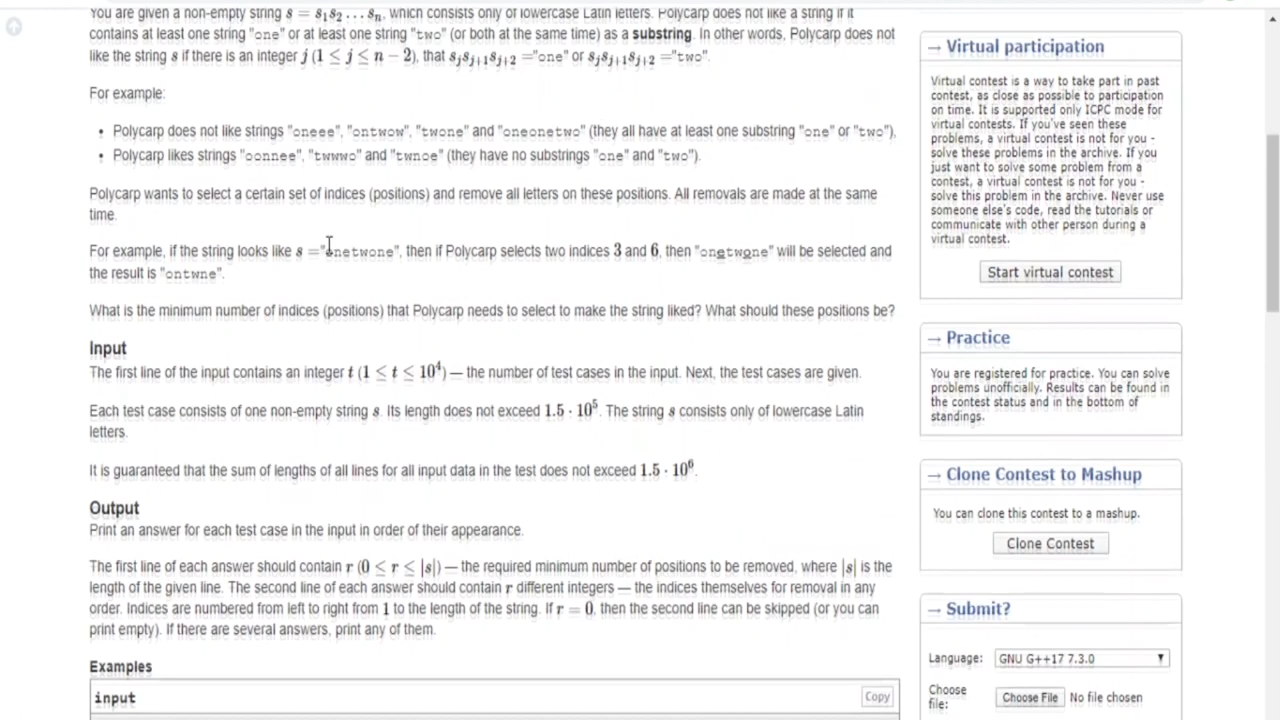 You are given a non-empty string s = s1s2…sn, which consists only of lowercase Latin letters. Polycarp does not like a string if it
contains at least one string "one" or at least one string "two" (or both at the same time) as a substring. In other words, Polycarp does not
like the string s if there is an integer j (1 ≤ j ≤ n − 2), that sjsj+1sj+2 ="one" or sjsj+1sj+2 ="two".
For example:
• Polycarp does not like strings "oneee", "ontwow", "twone" and "oneonetwo" (they all have at least one substring "one" or "two"),
• Polycarp likes strings "oonnee", "twwwo" and "twnoe" (they have no substrings "one" and "two").
Polycarp wants to select a certain set of indices (positions) and remove all letters on these positions. All removals are made at the same
time.
For example, if the string looks like s ="onetwone", then if Polycarp selects two indices 3 and 6, then "onetwone" will be selected and
the result is "ontwne".
What is the minimum number of indices (positions) that Polycarp needs to select to make the string liked? What should these positions be?
Input
The first line of the input contains an integer t (1 ≤ t ≤ 10^4) — the number of test cases in the input. Next, the test cases are given.
Each test case consists of one non-empty string s. Its length does not exceed 1.5 · 10^5. The string s consists only of lowercase Latin
letters.
It is guaranteed that the sum of lengths of all lines for all input data in the test does not exceed 1.5 · 10^6.
Output
Print an answer for each test case in the input in order of their appearance.
The first line of each answer should contain r (0 ≤ r ≤ |s|) — the required minimum number of positions to be removed, where |s| is the
length of the given line. The second line of each answer should contain r different integers — the indices themselves for removal in any
order. Indices are numbered from left to right from 1 to the length of the string. If r = 0, then the second line can be skipped (or you can
print empty). If there are several answers, print any of them.
Examples
input
Copy
→ Virtual participation
Virtual contest is a way to take part in past
contest, as close as possible to participation
on time. It is supported only ICPC mode for
virtual contests. If you've seen these
problems, a virtual contest is not for you -
solve these problems in the archive. If you
just want to solve some problem from a
contest, a virtual contest is not for you -
solve this problem in the archive. Never use
someone else's code, read the tutorials or
communicate with other person during a
virtual contest.
Start virtual contest
→ Practice
You are registered for practice. You can solve
problems unofficially. Results can be found in
the contest status and in the bottom of
standings.
→ Clone Contest to Mashup
You can clone this contest to a mashup.
Clone Contest
→ Submit?
Language: GNU G++17 7.3.0
Choose
file: Choose File No file chosen